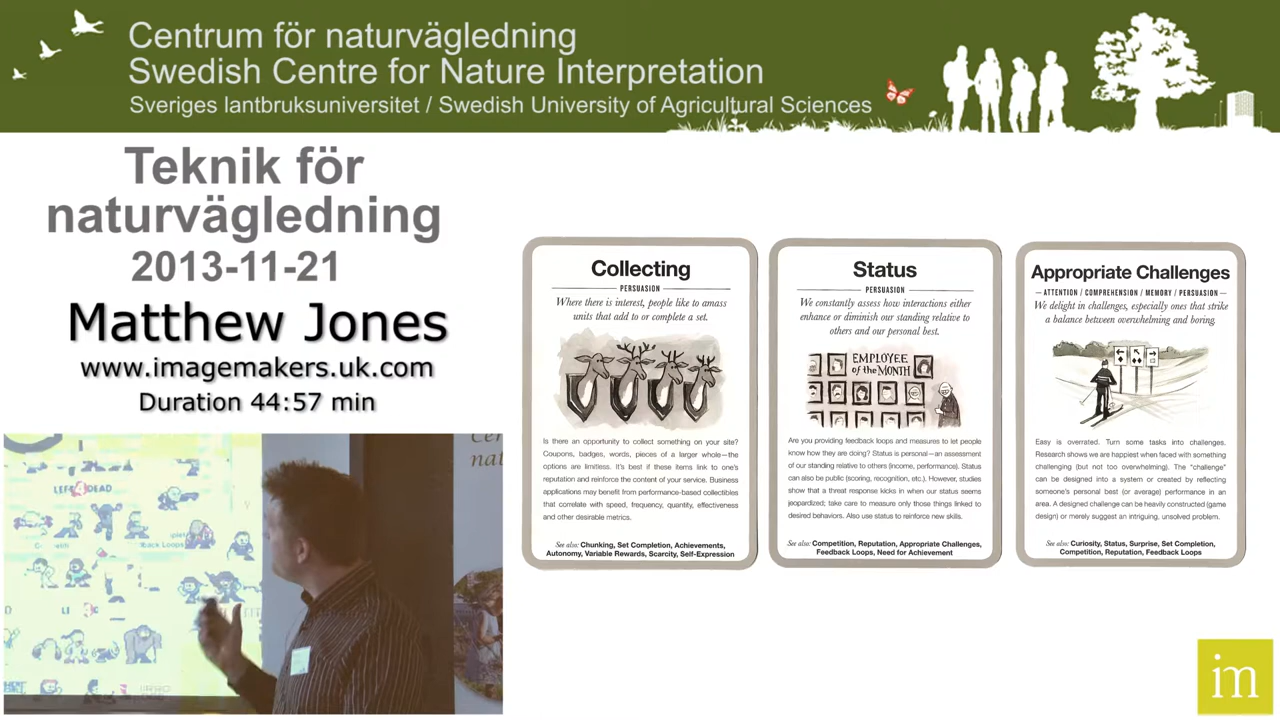 Centrum för naturvägledning
Swedish Centre for Nature Interpretation
Sveriges lantbruksuniversitet / Swedish University of Agricultural Sciences
Teknik för
naturvägledning
2013-11-21
Matthew Jones
www.imagemakers.uk.com
Duration 44:57 min
LEFT 4 DEAD
back Loops
Collecting
PERSUASION
Where there is interest, people like to amass
units that add to or complete a set.
Is there an opportunity to collect something on your site?
Coupons, badges, words, pieces of a larger whole—the
options are limitless. It's best if these items link to one's
reputation and reinforce the content of your service. Business
applications may benefit from performance-based collectibles
that correlate with speed, frequency, quantity, effectiveness
and other desirable metrics.
See also: Chunking, Set Completion, Achievements,
Autonomy, Variable Rewards, Scarcity, Self-Expression
Status
PERSUASION
We constantly assess how interactions either
enhance or diminish our standing relative to
others and our personal best.
EMPLOYEE
of the MONTH
Are you providing feedback loops and measures to let people
know how they are doing? Status is personal—an assessment
of our standing relative to others (income, performance). Status
can also be public (scoring, recognition, etc.). However, studies
show that a threat response kicks in when our status seems
jeopardized; take care to measure only those things linked to
desired behaviors. Also use status to reinforce new skills.
See also: Competition, Reputation, Appropriate Challenges,
Feedback Loops, Need for Achievement
Appropriate Challenges
ATTENTION / COMPREHENSION / MEMORY / PERSUASION
We delight in challenges, especially ones that strike
a balance between overwhelming and boring.
Easy is overrated. Turn some tasks into challenges.
Research shows we are happiest when faced with something
challenging (but not too overwhelming). The "challenge"
can be designed into a system or created by reflecting
someone's personal best (or average) performance in an
area. A designed challenge can be heavily constructed (game
design) or merely suggest an intriguing, unsolved problem.
See also: Curiosity, Status, Surprise, Set Completion,
Competition, Reputation, Feedback Loops
im